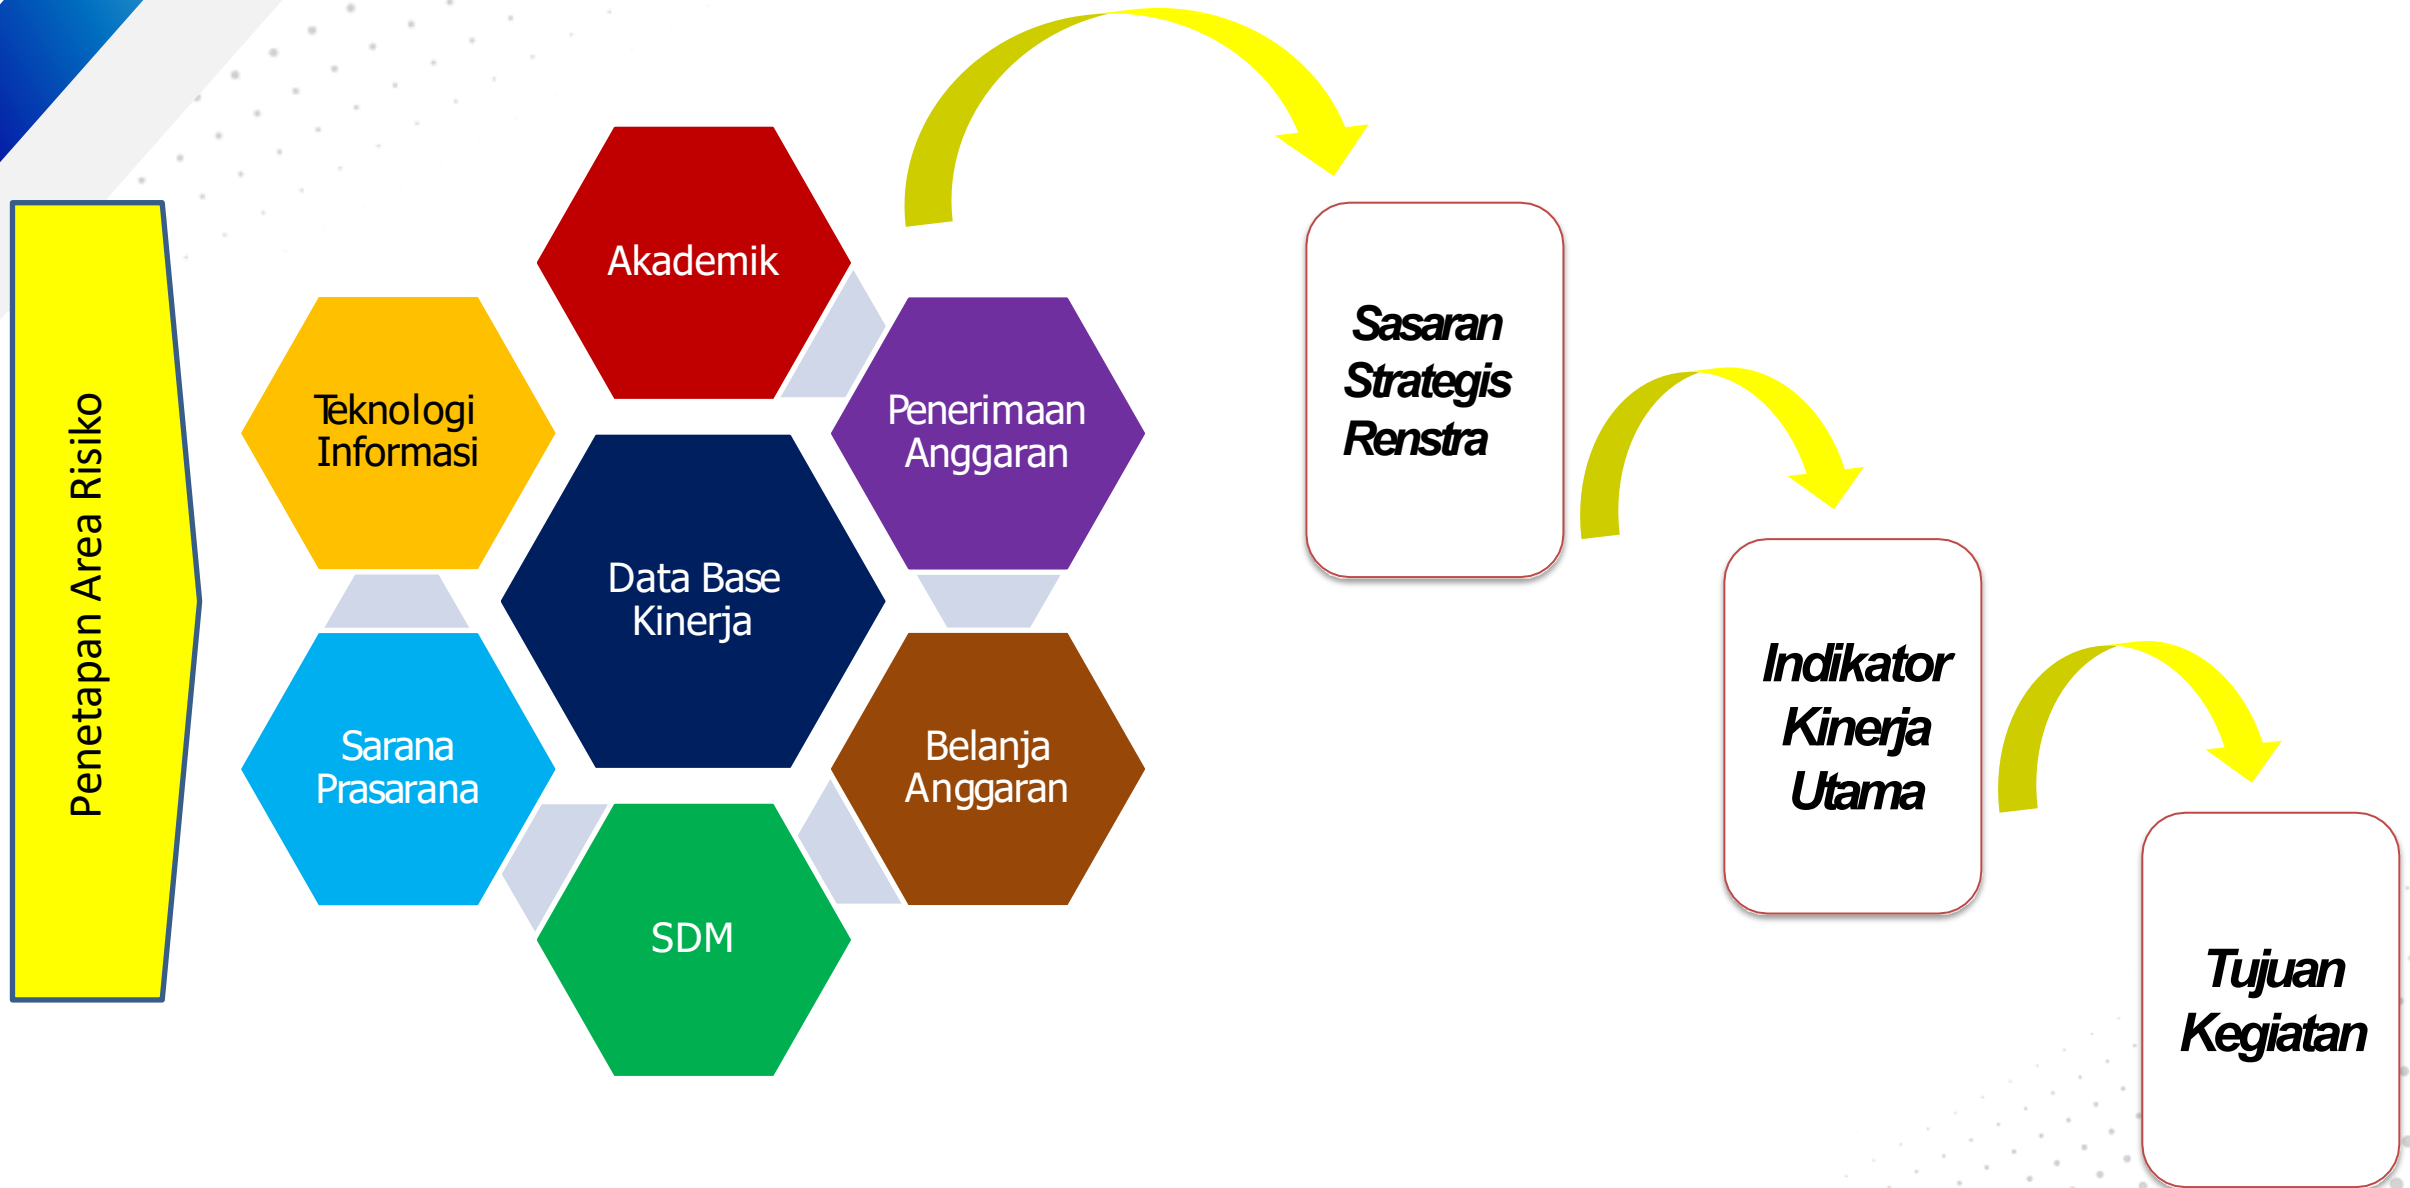 Penetapan Area Risiko
Akademik
Teknologi
Informasi
Penerimaan
Anggaran
Data Base
Kinerja
Sarana
Prasarana
Belanja
Anggaran
SDM
Sasaran
Strategis
Renstra
Indikator
Kinerja
Utama
Tujuan
Kegiatan